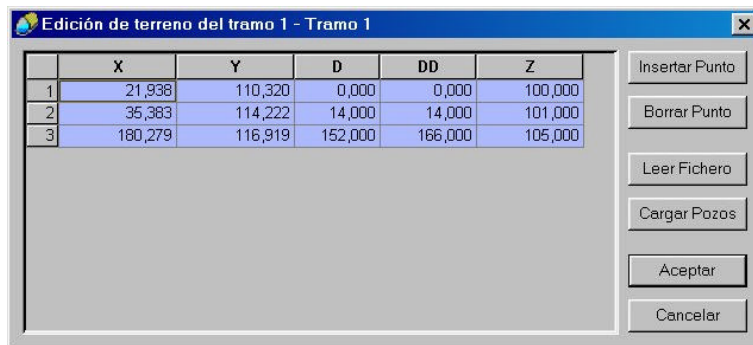 Edición de terreno del tramo 1 - Tramo 1
X Y D DD Z
1 21,938 110,320 0,000 0,000 100,000
2 35,383 114,222 14,000 14,000 101,000
3 180,279 116,919 152,000 166,000 105,000
Insertar Punto
Borrar Punto
Leer Fichero
Cargar Pozos
Aceptar
Cancelar